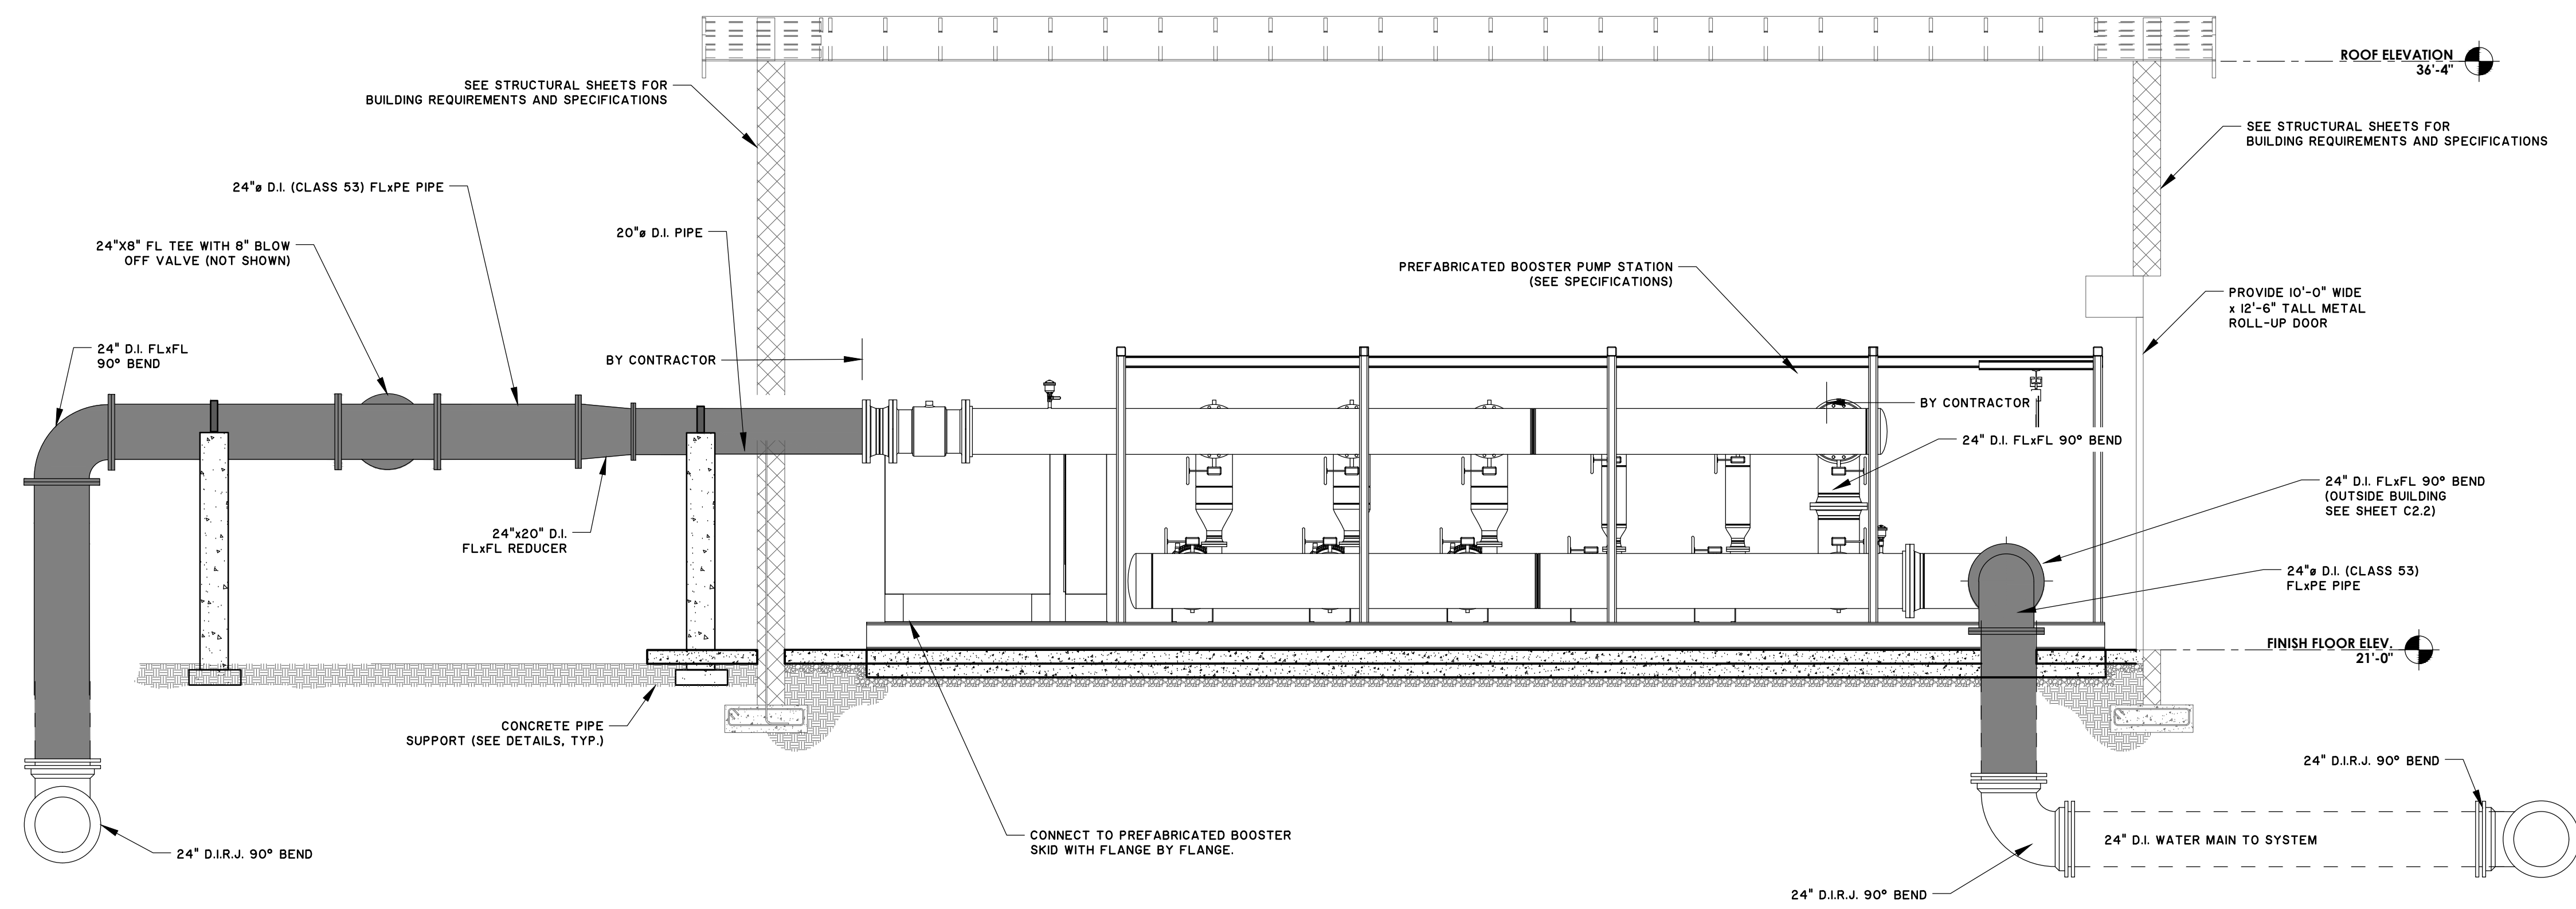 ROOF ELEVATION
36'-4"
SEE STRUCTURAL SHEETS FOR
BUILDING REQUIREMENTS AND SPECIFICATIONS
SEE STRUCTURAL SHEETS FOR
BUILDING REQUIREMENTS AND SPECIFICATIONS
24"ø D.I. (CLASS 53) FLxPE PIPE
20"ø D.I. PIPE
24"X8" FL TEE WITH 8" BLOW
OFF VALVE (NOT SHOWN)
PREFABRICATED BOOSTER PUMP STATION
(SEE SPECIFICATIONS)
PROVIDE 10'-0" WIDE
x 12'-6" TALL METAL
ROLL-UP DOOR
24" D.I. FLxFL
90° BEND
BY CONTRACTOR
BY CONTRACTOR
24" D.I. FLxFL 90° BEND
24" D.I. FLxFL 90° BEND
(OUTSIDE BUILDING
SEE SHEET C2.2)
24"x20" D.I.
FLxFL REDUCER
24"ø D.I. (CLASS 53)
FLxPE PIPE
FINISH FLOOR ELEV.
21'-0"
CONCRETE PIPE
SUPPORT (SEE DETAILS, TYP.)
24" D.I.R.J. 90° BEND
CONNECT TO PREFABRICATED BOOSTER
SKID WITH FLANGE BY FLANGE.
24" D.I. WATER MAIN TO SYSTEM
24" D.I.R.J. 90° BEND
24" D.I.R.J. 90° BEND